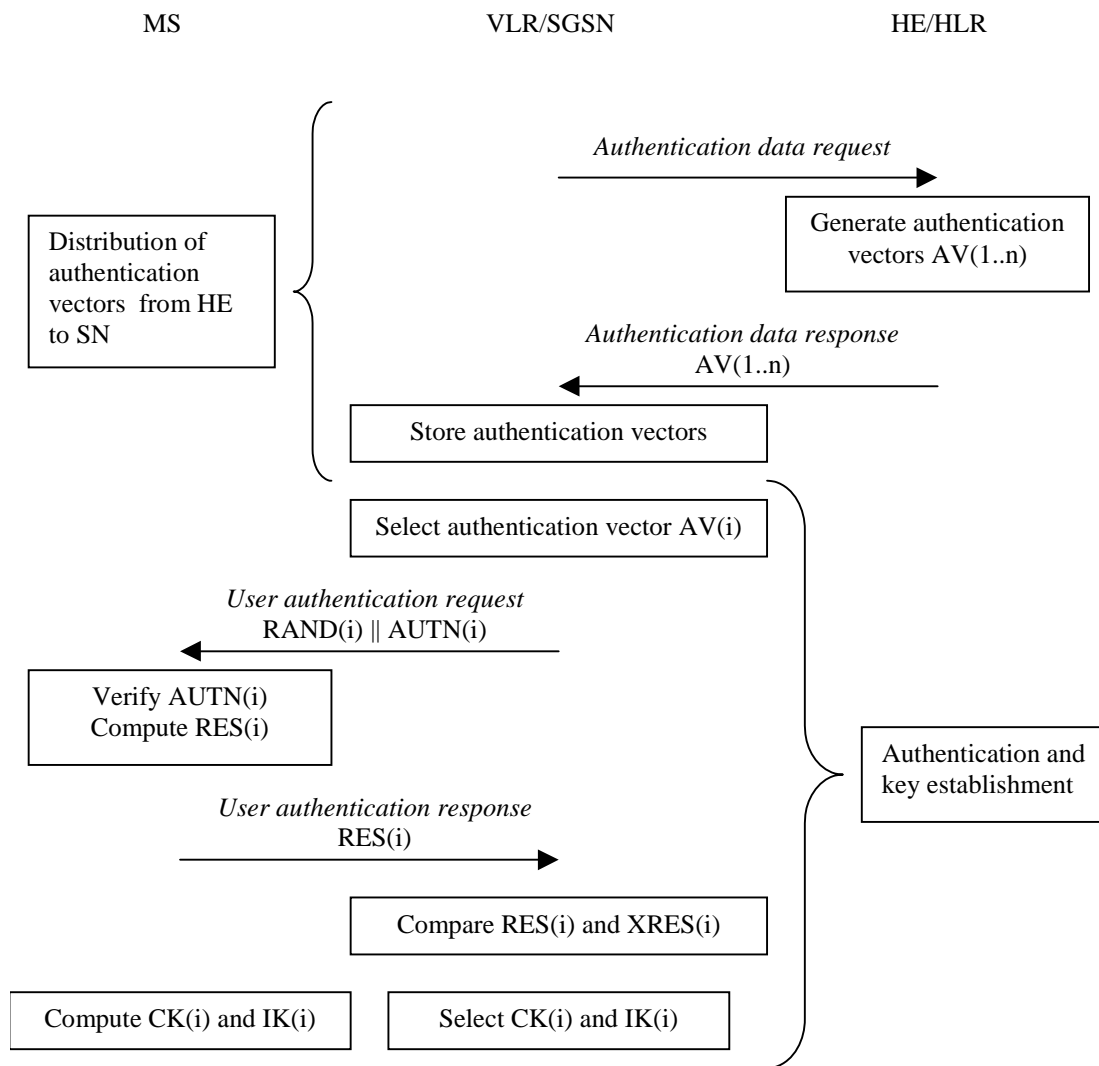 MS VLR/SGSN HE/HLR
Authentication data request
Generate authentication
vectors AV(1..n)
Distribution of
authentication
vectors from HE
to SN
Authentication data response
AV(1..n)
Store authentication vectors
Select authentication vector AV(i)
User authentication request
RAND(i) || AUTN(i)
Verify AUTN(i)
Compute RES(i)
Authentication and
key establishment
User authentication response
RES(i)
Compare RES(i) and XRES(i)
Compute CK(i) and IK(i)
Select CK(i) and IK(i)